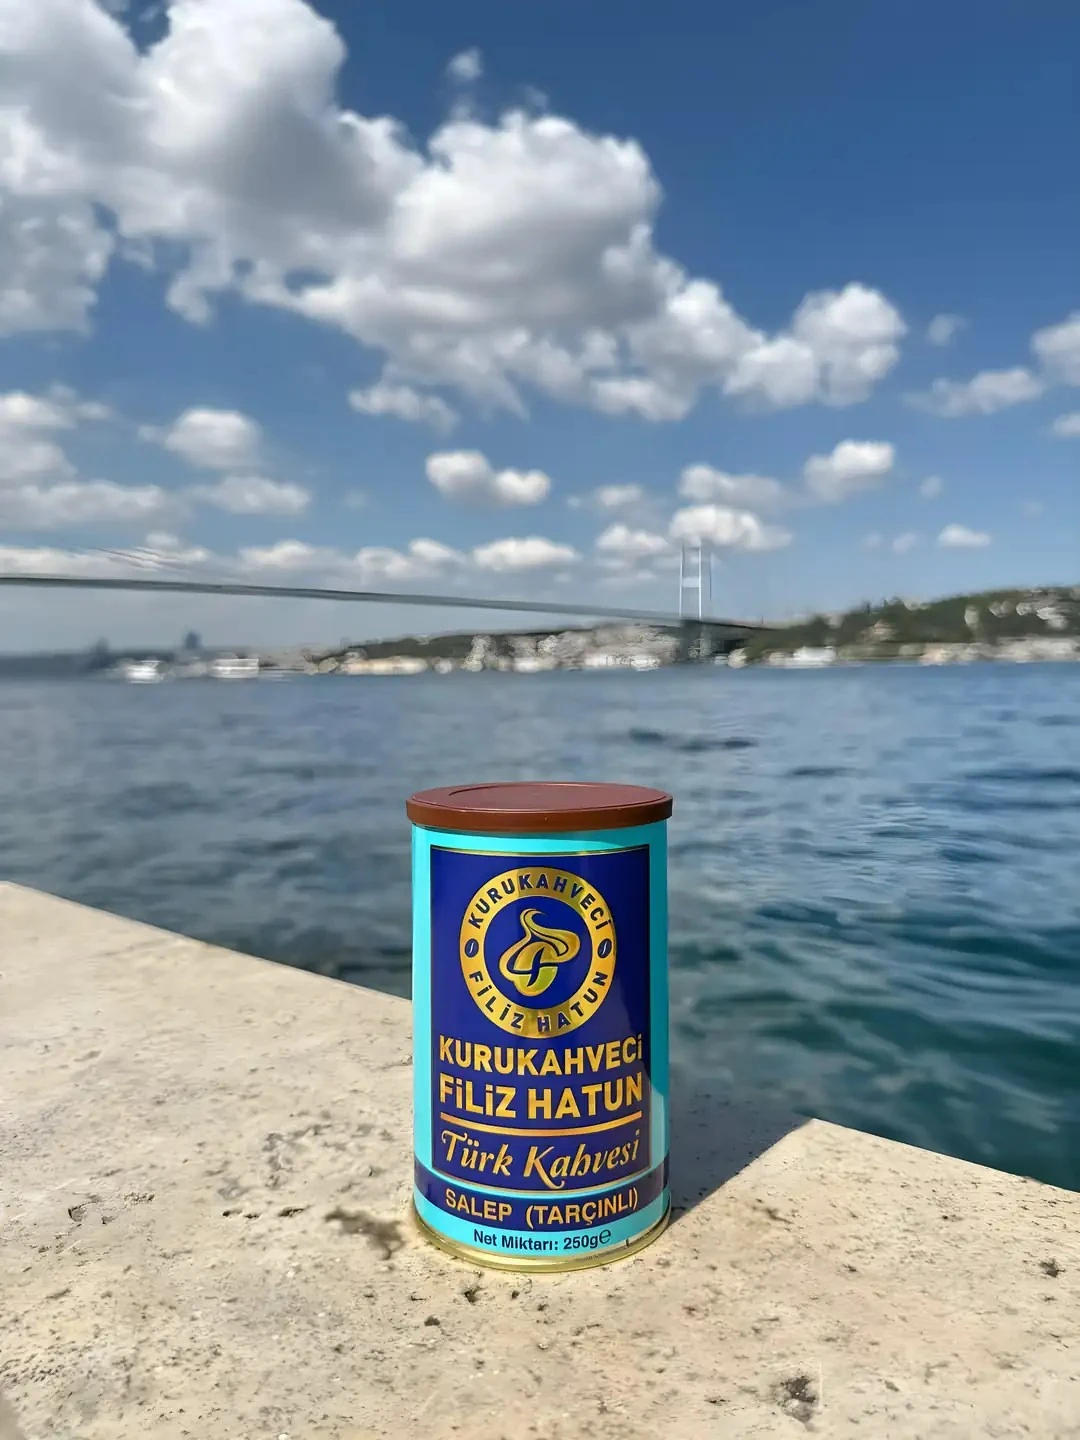 KURUKAHVECİ
FİLİZ HATUN
KURUKAHVECİ
FİLİZ HATUN
Türk Kahvesi
SALEP (TARÇINLI)
Net Miktarı: 250g℮